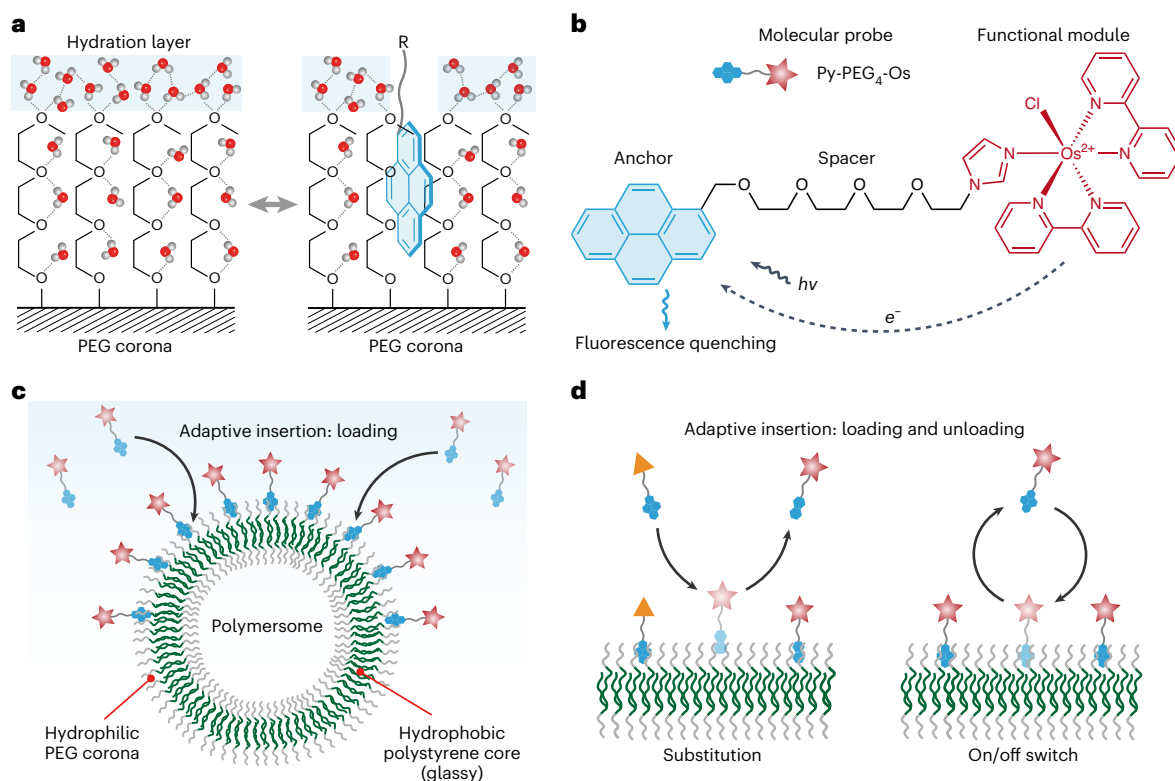 a
Hydration layer
R
O O O O O O O O
O O O O O O O O
O O O O O O O O
O O O O O O O O
PEG corona
PEG corona
b
Molecular probe
Functional module
Py-PEG₄-Os
Cl
N
N
Os²⁺
N
N
N
N
Anchor
Spacer
O O O O
hν
e⁻
Fluorescence quenching
c
Adaptive insertion: loading
Polymersome
Hydrophilic
PEG corona
Hydrophobic
polystyrene core
(glassy)
d
Adaptive insertion: loading and unloading
Substitution
On/off switch